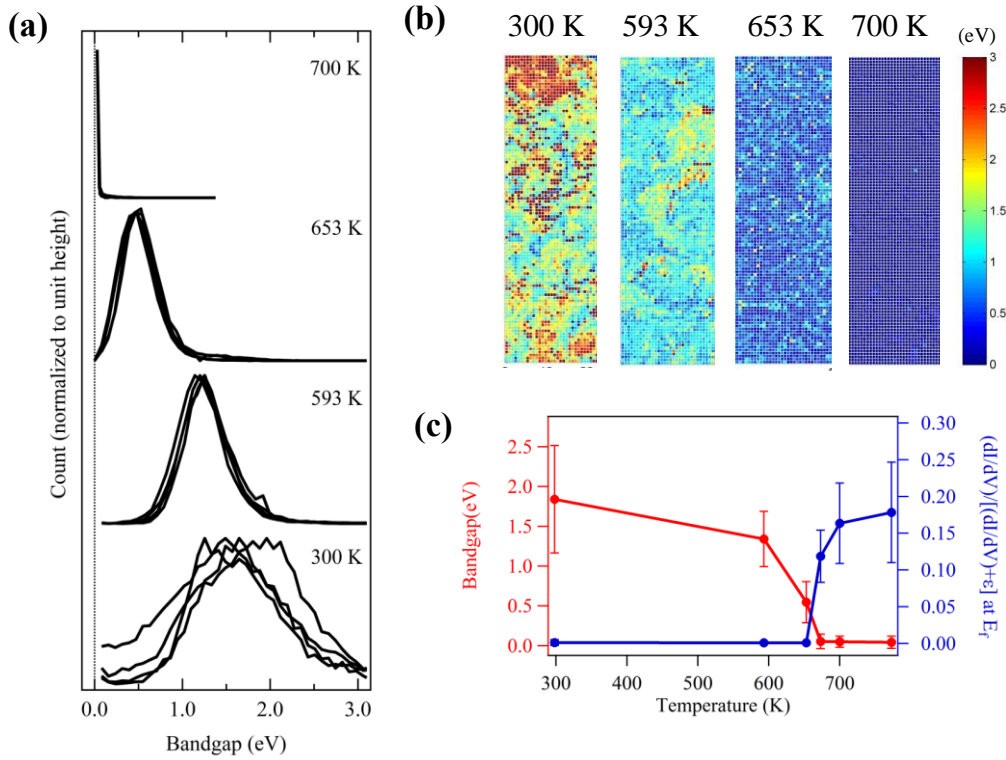 (a)
700 K
653 K
593 K
300 K
Count (normalized to unit height)
0.0 1.0 2.0 3.0
Bandgap (eV)
(b)
300 K 593 K 653 K 700 K
(eV)
3
2.5
2
1.5
1
0.5
0
(c)
Bandgap(eV)
2.5
2.0
1.5
1.0
0.5
0.0
0.30
0.25
0.20
0.15
0.10
0.05
0.00
(dI/dV)/[(dI/dV)+ε] at E_f
300 400 500 600 700
Temperature (K)